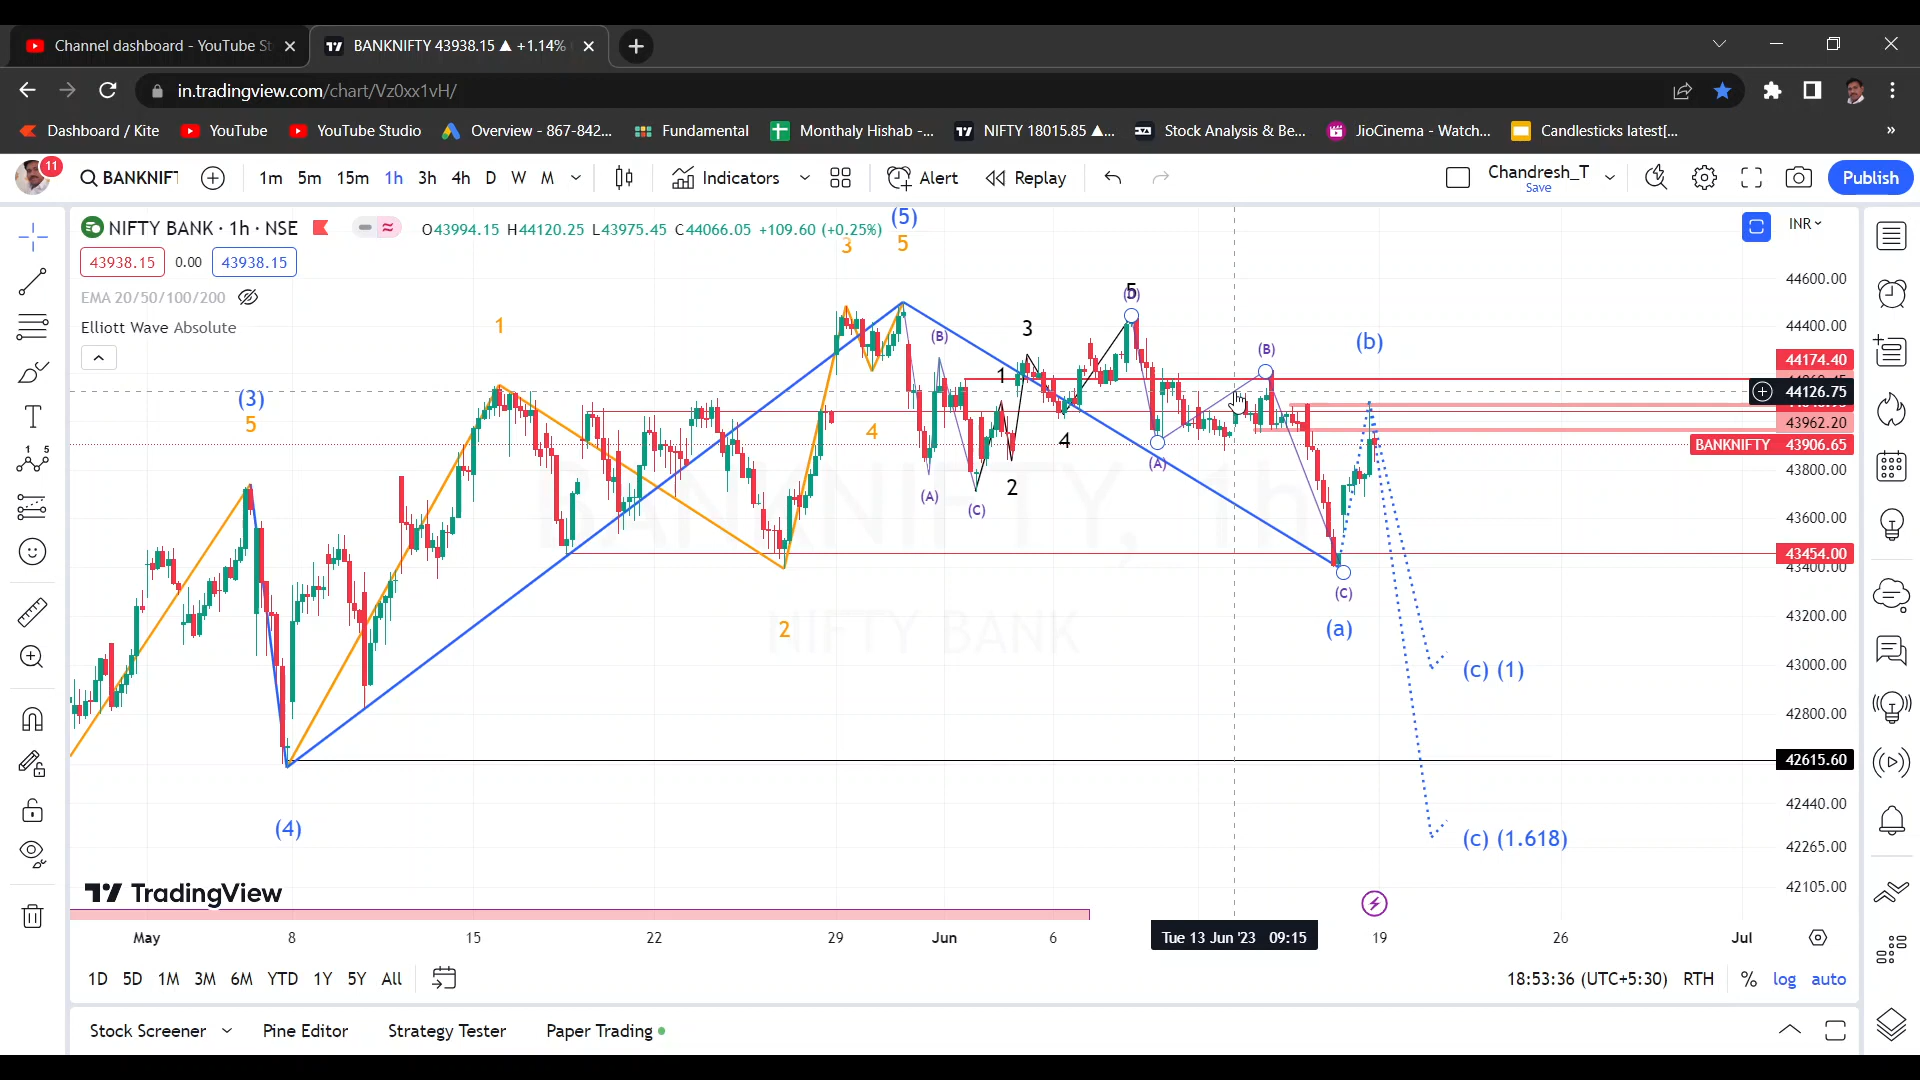 Channel dashboard - YouTube St
BANKNIFTY 43938.15 ▲ +1.14%
in.tradingview.com/chart/Vz0xx1vH/
Dashboard / Kite
YouTube
YouTube Studio
Overview - 867-842...
Fundamental
Monthaly Hishab -...
NIFTY 18015.85 ▲...
Stock Analysis & Be...
JioCinema - Watch...
Candlesticks latest[...
»
11
BANKNIFT
1m 5m 15m 1h 3h 4h D W M
Indicators
Alert
Replay
Chandresh_T
Save
Publish
NIFTY BANK · 1h · NSE
O43994.15 H44120.25 L43975.45 C44066.05 +109.60 (+0.25%)
INR
43938.15 0.00 43938.15
EMA 20/50/100/200
Elliott Wave Absolute
(5)
3
5
1
(3)
5
(B)
3
1
4
(A)
(C)
2
4
5
(B)
(A)
(b)
2
(C)
(a)
(c) (1)
(4)
(c) (1.618)
44600.00
44400.00
44174.40
44126.75
43962.20
BANKNIFTY 43906.65
43800.00
43600.00
43454.00
43400.00
43200.00
43000.00
42800.00
42615.60
42440.00
42265.00
42105.00
BANKNIFTY, 1h
NIFTY BANK
TradingView
May 8 15 22 29 Jun 6 Tue 13 Jun '23 09:15 19 26 Jul
1D 5D 1M 3M 6M YTD 1Y 5Y All
18:53:36 (UTC+5:30) RTH % log auto
Stock Screener
Pine Editor
Strategy Tester
Paper Trading